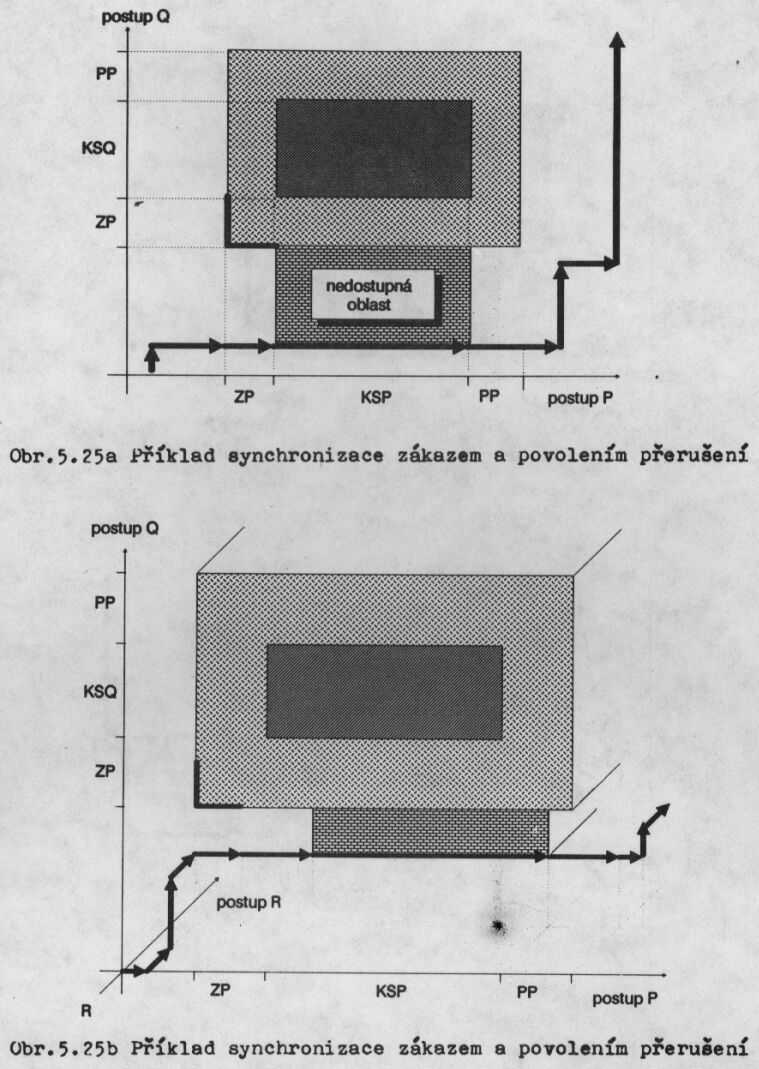 postup Q
PP
KSQ
ZP
nedostupná
oblast
ZP KSP PP postup P
Obr.5.25a Příklad synchronizace zákazem a povolením přerušení
postup Q
PP
KSQ
ZP
postup R
ZP KSP PP postup P
R
Obr.5.25b Příklad synchronizace zákazem a povolením přerušení